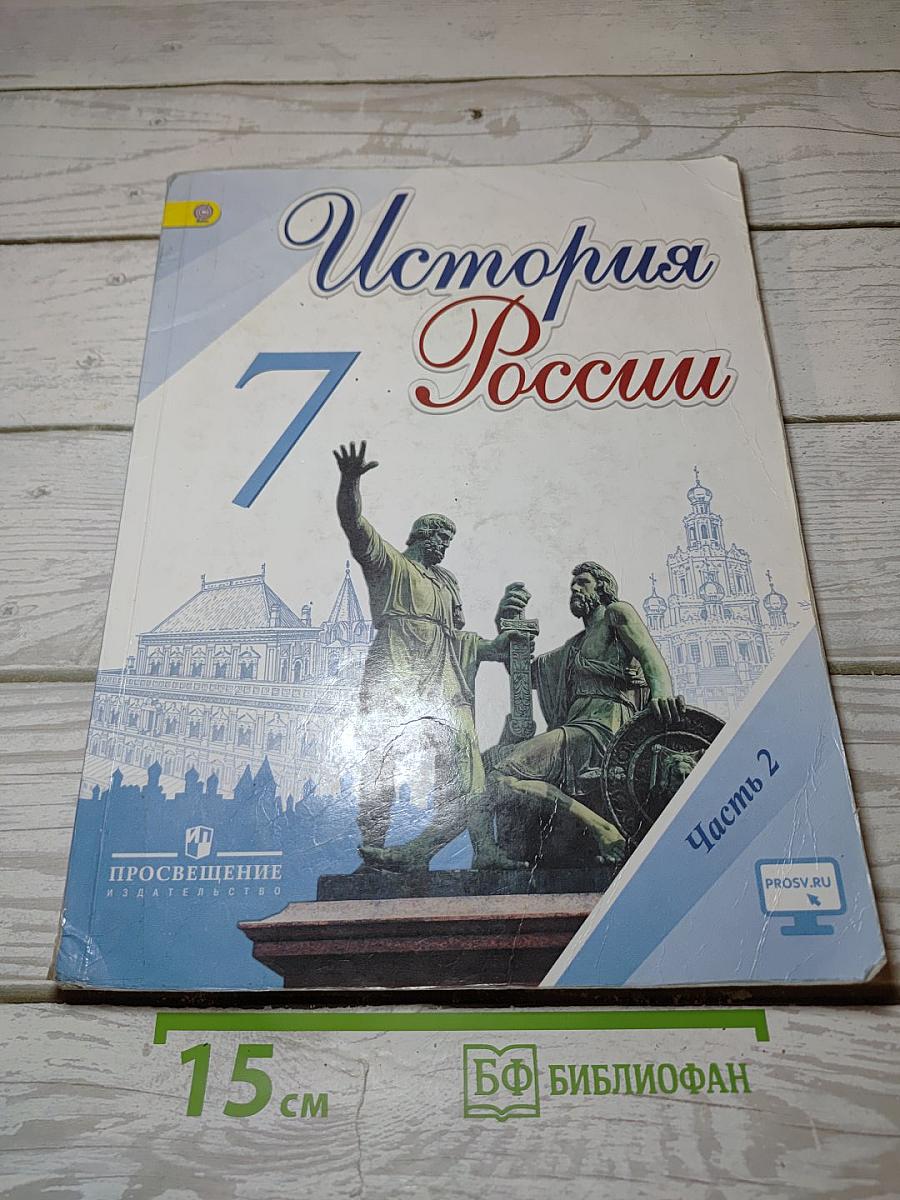 История
России
7
Часть 2
ПРОСВЕЩЕНИЕ
ИЗДАТЕЛЬСТВО
PROSV.RU
15 см
БФ БИБЛИОФАН